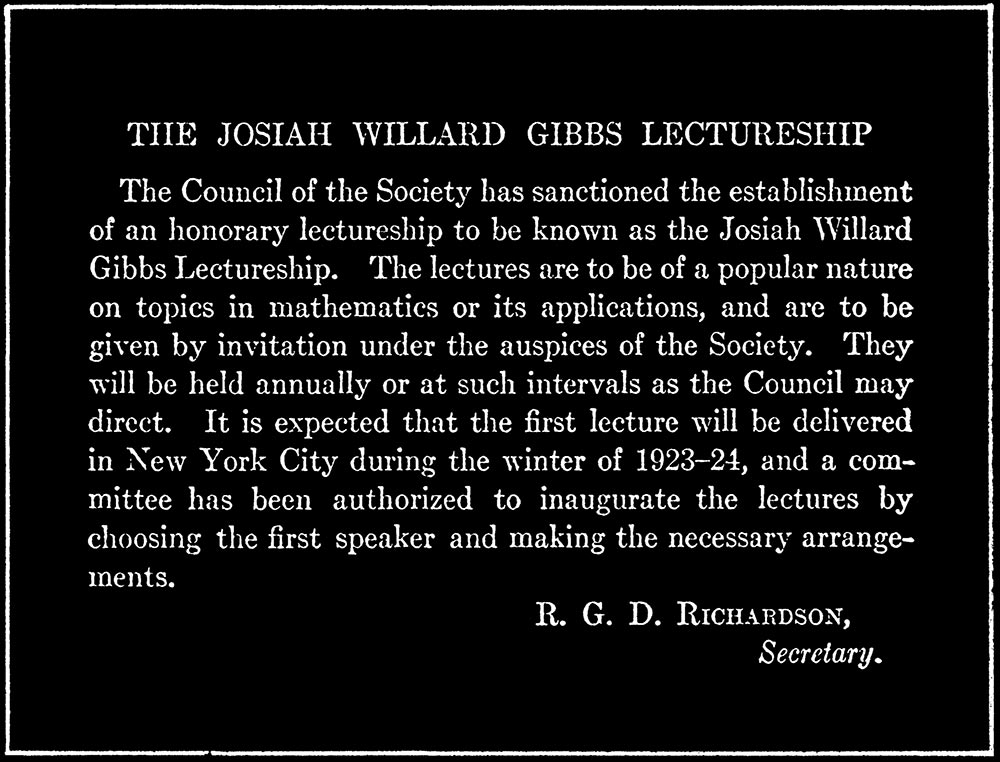 THE JOSIAH WILLARD GIBBS LECTURESHIP
The Council of the Society has sanctioned the establishment
of an honorary lectureship to be known as the Josiah Willard
Gibbs Lectureship. The lectures are to be of a popular nature
on topics in mathematics or its applications, and are to be
given by invitation under the auspices of the Society. They
will be held annually or at such intervals as the Council may
direct. It is expected that the first lecture will be delivered
in New York City during the winter of 1923–24, and a com-
mittee has been authorized to inaugurate the lectures by
choosing the first speaker and making the necessary arrange-
ments.
R. G. D. RICHARDSON,
Secretary.